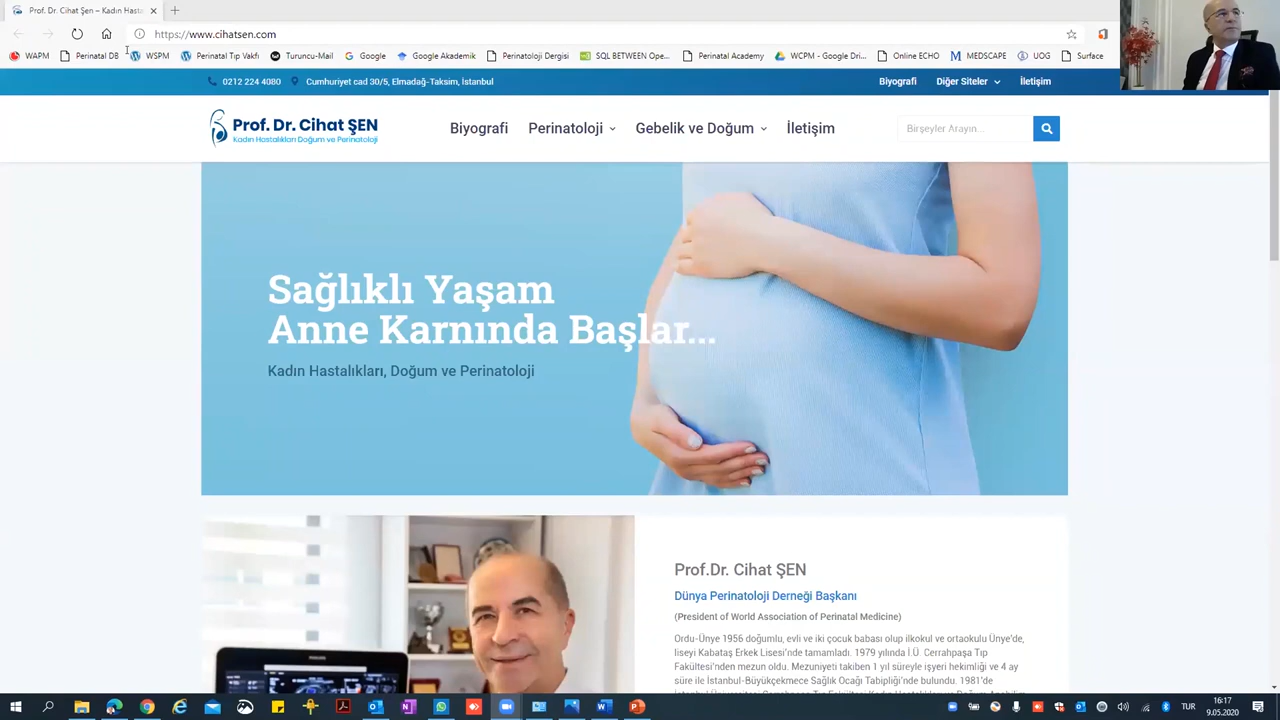 Prof. Dr. Cihat Şen – Kadın Hasta
https://www.cihatsen.com
WAPM Perinatal DB WSPM Perinatal Tıp Vakfı Turuncu-Mail Google Google Akademik Perinatoloji Dergisi SQL BETWEEN Ope... Perinatal Academy WCPM - Google Dri... Online ECHO MEDSCAPE UOG Surface
0212 224 4080 Cumhuriyet cad 30/5, Elmadağ-Taksim, İstanbul Biyografi Diğer Siteler İletişim
Prof. Dr. Cihat ŞEN
Kadın Hastalıkları Doğum ve Perinatoloji
Biyografi Perinatoloji Gebelik ve Doğum İletişim Birşeyler Arayın...
Sağlıklı Yaşam
Anne Karnında Başlar...
Kadın Hastalıkları, Doğum ve Perinatoloji
Prof.Dr. Cihat ŞEN
Dünya Perinatoloji Derneği Başkanı
(President of World Association of Perinatal Medicine)
Ordu-Ünye 1956 doğumlu, evli ve iki çocuk babası olup ilkokul ve ortaokulu Ünye'de,
liseyi Kabataş Erkek Lisesi'nde tamamladı. 1979 yılında İ.Ü. Cerrahpaşa Tıp
Fakültesi'nden mezun oldu. Mezuniyeti takiben 1 yıl süreyle işyeri hekimliği ve 4 ay
süre ile İstanbul-Büyükçekmece Sağlık Ocağı Tabipliği'nde bulundu. 1981'de
PHILIPS
TUR
16:17
9.05.2020